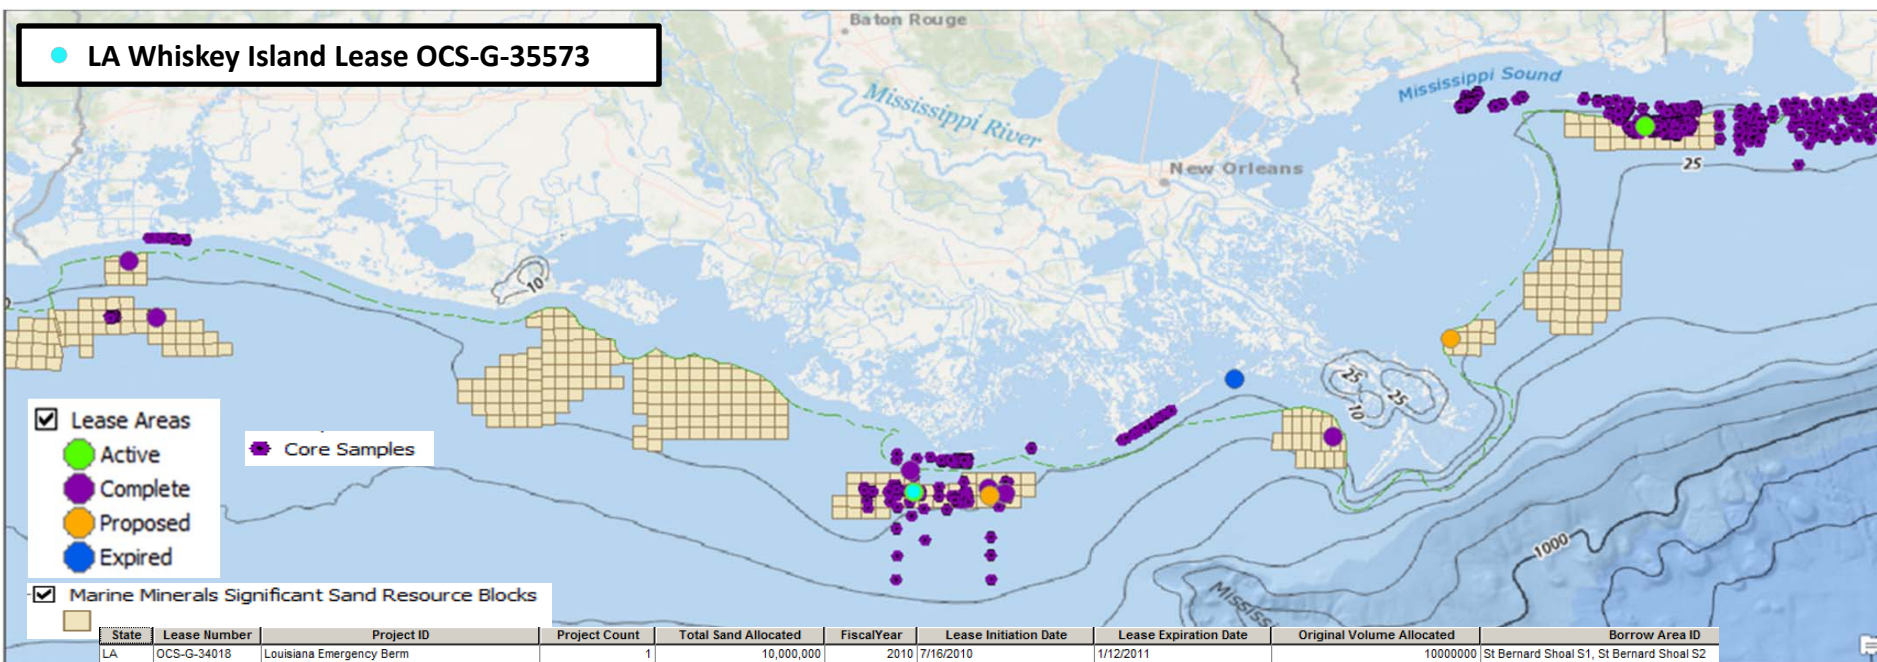 Baton Rouge
LA Whiskey Island Lease OCS-G-35573
Mississippi Sound
Mississippi River
New Orleans
25
10
25
25
10
Lease Areas
Active
Core Samples
Complete
Proposed
Expired
1000
Marine Minerals Significant Sand Resource Blocks
Mississ
State Lease Number Project ID Project Count Total Sand Allocated FiscalYear Lease Initiation Date Lease Expiration Date Original Volume Allocated Borrow Area ID
LA OCS-G-34018 Louisiana Emergency Berm 1 10,000,000 2010 7/16/2010 1/12/2011 10000000 St Bernard Shoal S1, St Bernard Shoal S2